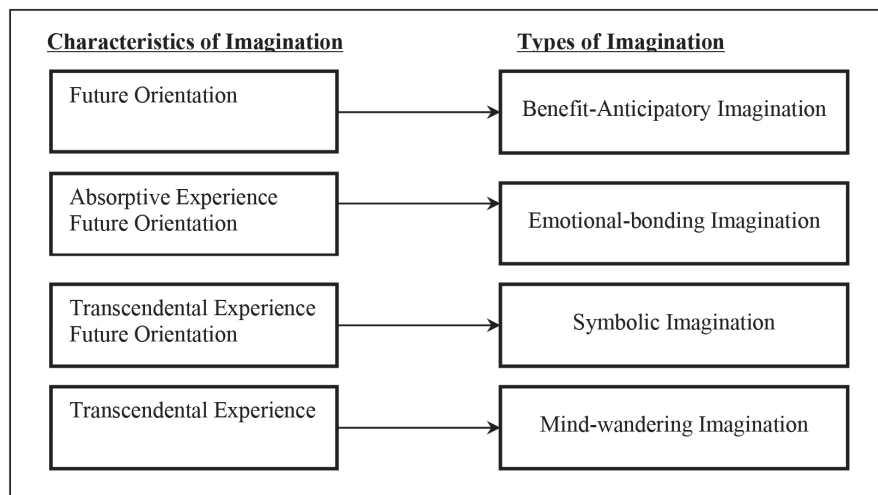 Characteristics of Imagination
Types of Imagination
Future Orientation
Benefit-Anticipatory Imagination
Absorptive Experience
Future Orientation
Emotional-bonding Imagination
Transcendental Experience
Future Orientation
Symbolic Imagination
Transcendental Experience
Mind-wandering Imagination